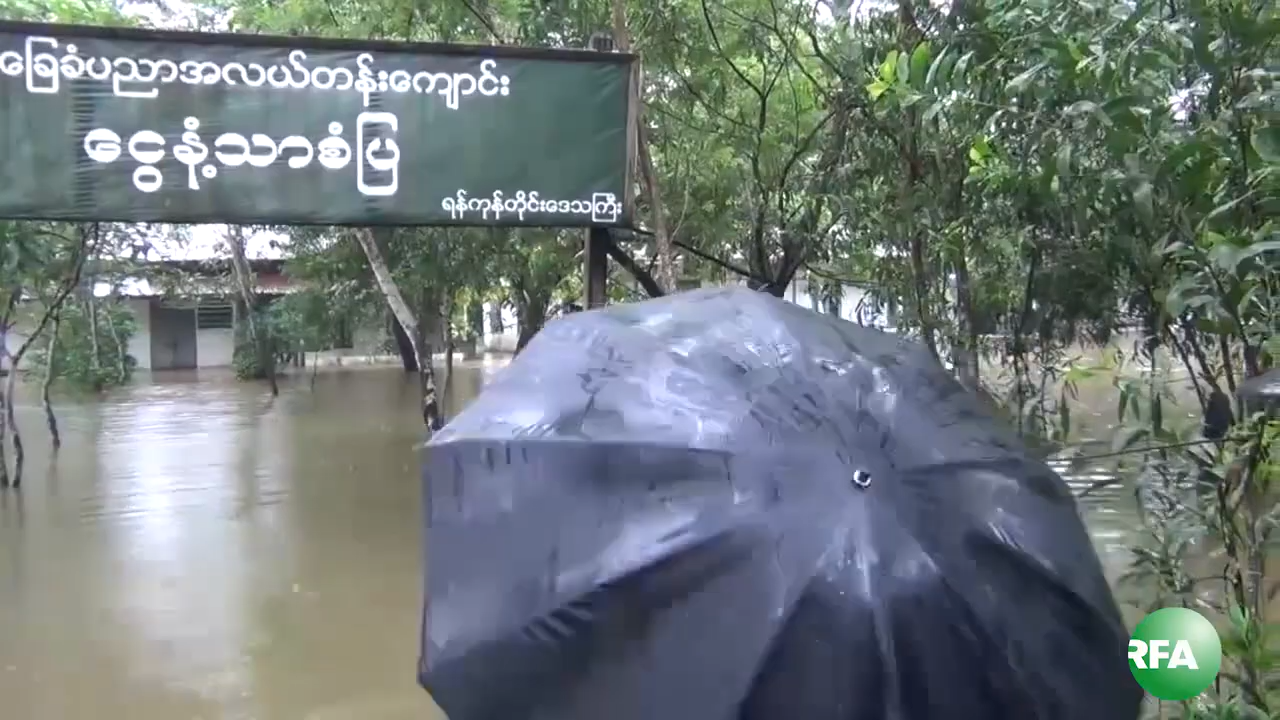 ခြေခံပညာအလယ်တန်းကျောင်း
ငွေနံ့သာစံပြ
ရန်ကုန်တိုင်းဒေသကြီး
RFA